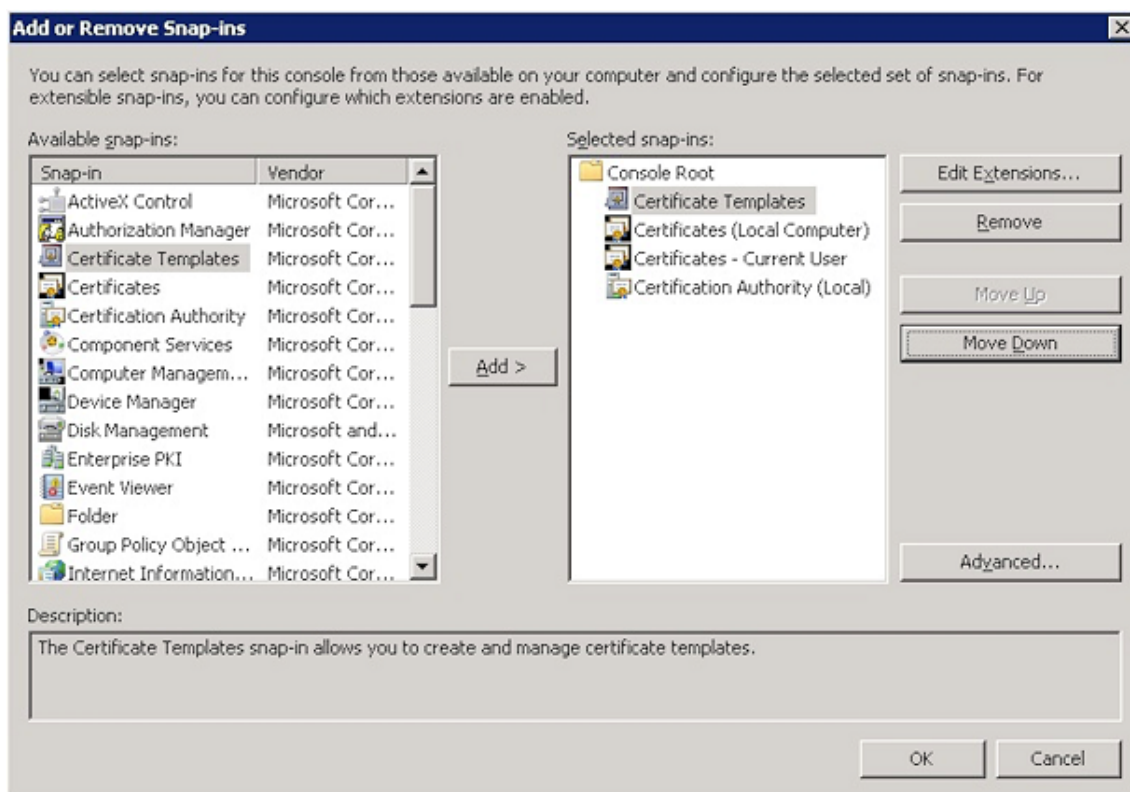 Add or Remove Snap-ins
You can select snap-ins for this console from those available on your computer and configure the selected set of snap-ins. For
extensible snap-ins, you can configure which extensions are enabled.
Available snap-ins:
Snap-in Vendor
ActiveX Control Microsoft Cor...
Authorization Manager Microsoft Cor...
Certificate Templates Microsoft Cor...
Certificates Microsoft Cor...
Certification Authority Microsoft Cor...
Component Services Microsoft Cor...
Computer Managem... Microsoft Cor...
Device Manager Microsoft Cor...
Disk Management Microsoft and...
Enterprise PKI Microsoft Cor...
Event Viewer Microsoft Cor...
Folder Microsoft Cor...
Group Policy Object ... Microsoft Cor...
Internet Information... Microsoft Cor...
Add >
Selected snap-ins:
Console Root
Certificate Templates
Certificates (Local Computer)
Certificates - Current User
Certification Authority (Local)
Edit Extensions...
Remove
Move Up
Move Down
Advanced...
Description:
The Certificate Templates snap-in allows you to create and manage certificate templates.
OK Cancel